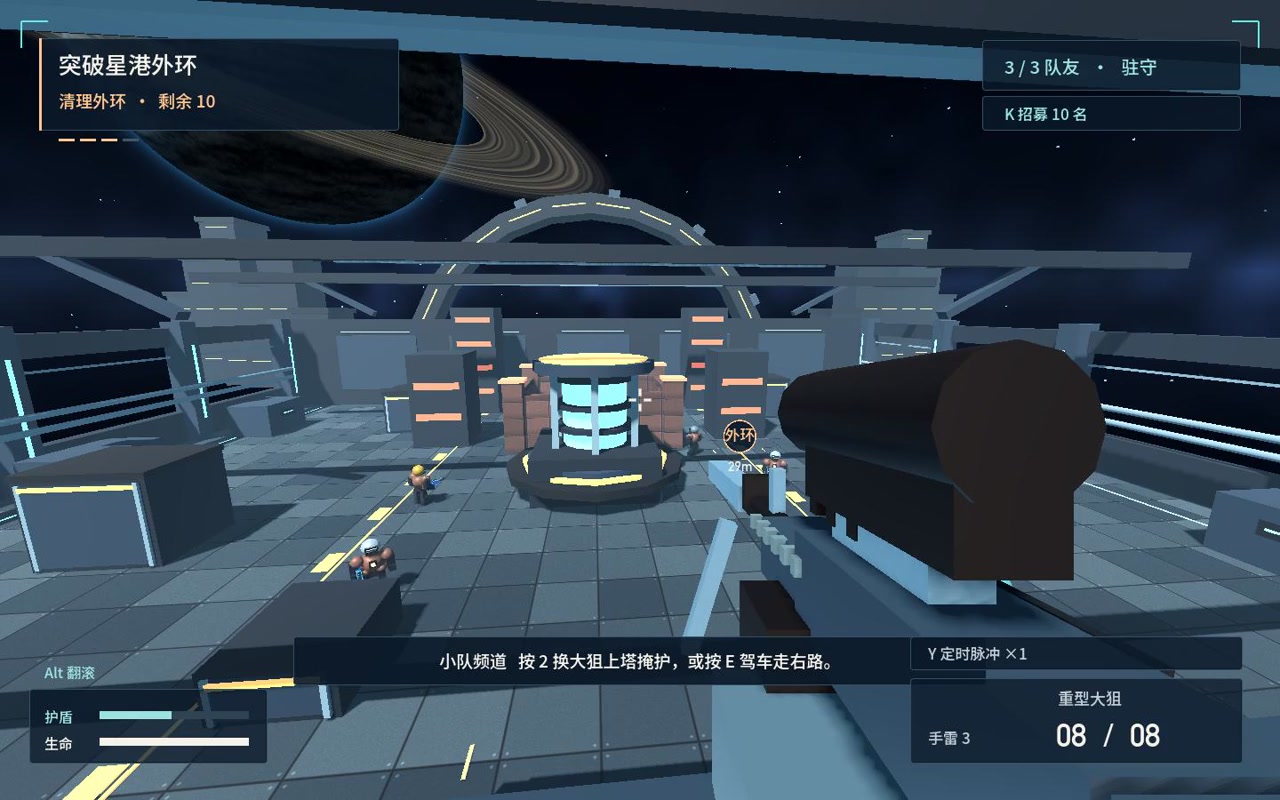 突破星港外环
清理外环 · 剩余 10
3 / 3 队友 · 驻守
K 招募 10 名
外环
29m
小队频道 按 2 换大狙上塔掩护，或按 E 驾车走右路。
Alt 翻滚
护盾
生命
Y 定时脉冲 ×1
重型大狙
手雷 3
08 / 08